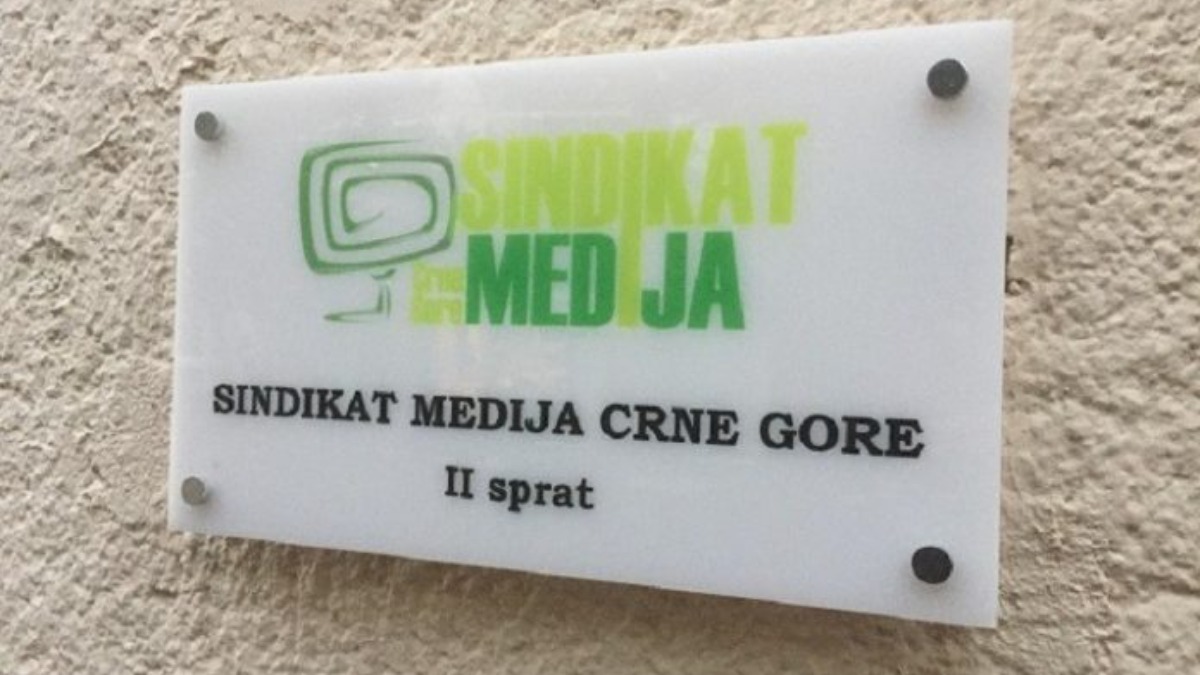 SINDIKAT
MEDIJA
SINDIKAT MEDIJA CRNE GORE
II sprat